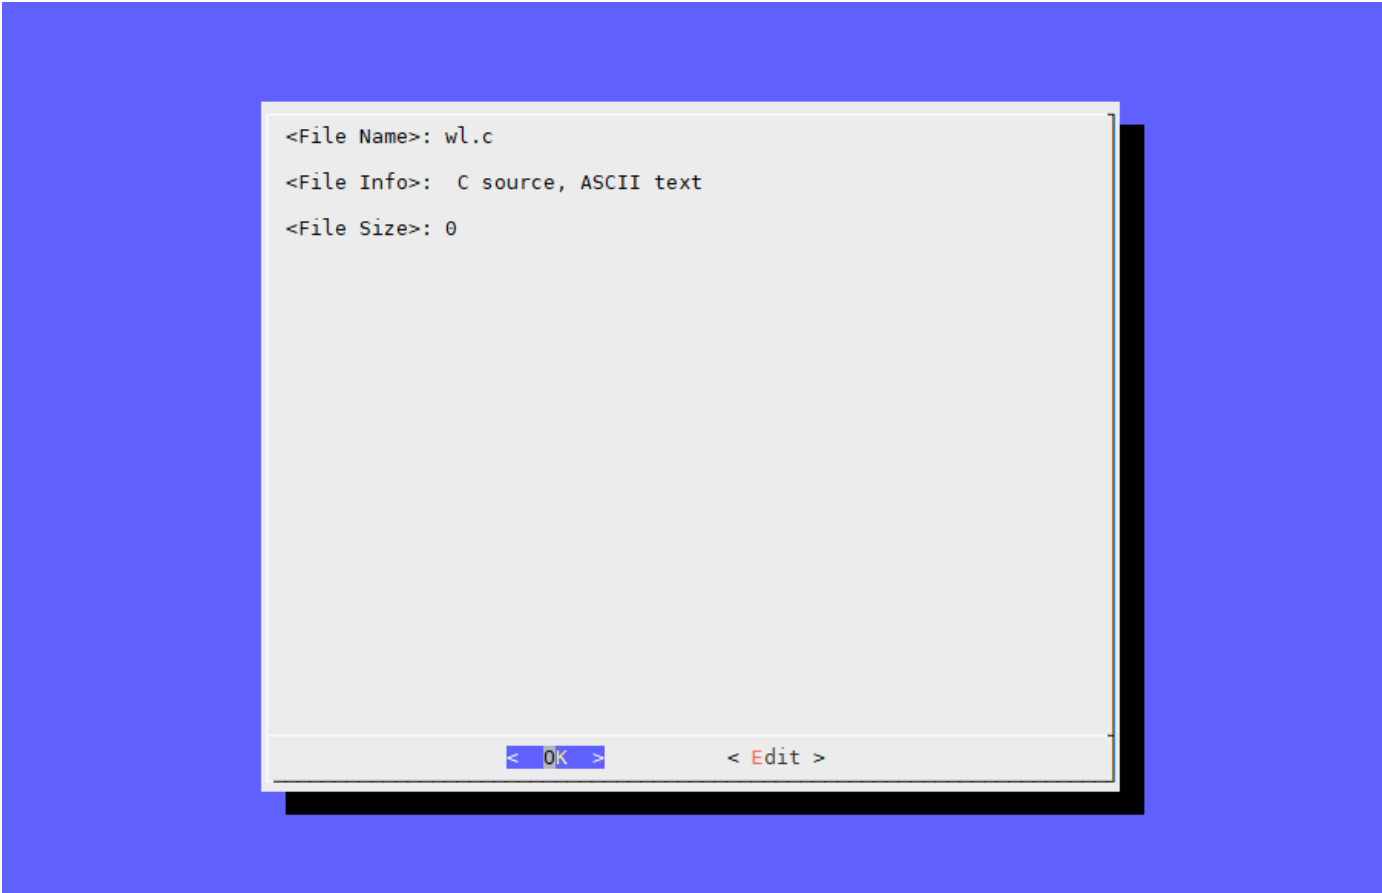 <File Name>: wl.c
<File Info>:  C source, ASCII text
<File Size>: 0
<  OK  > < Edit >